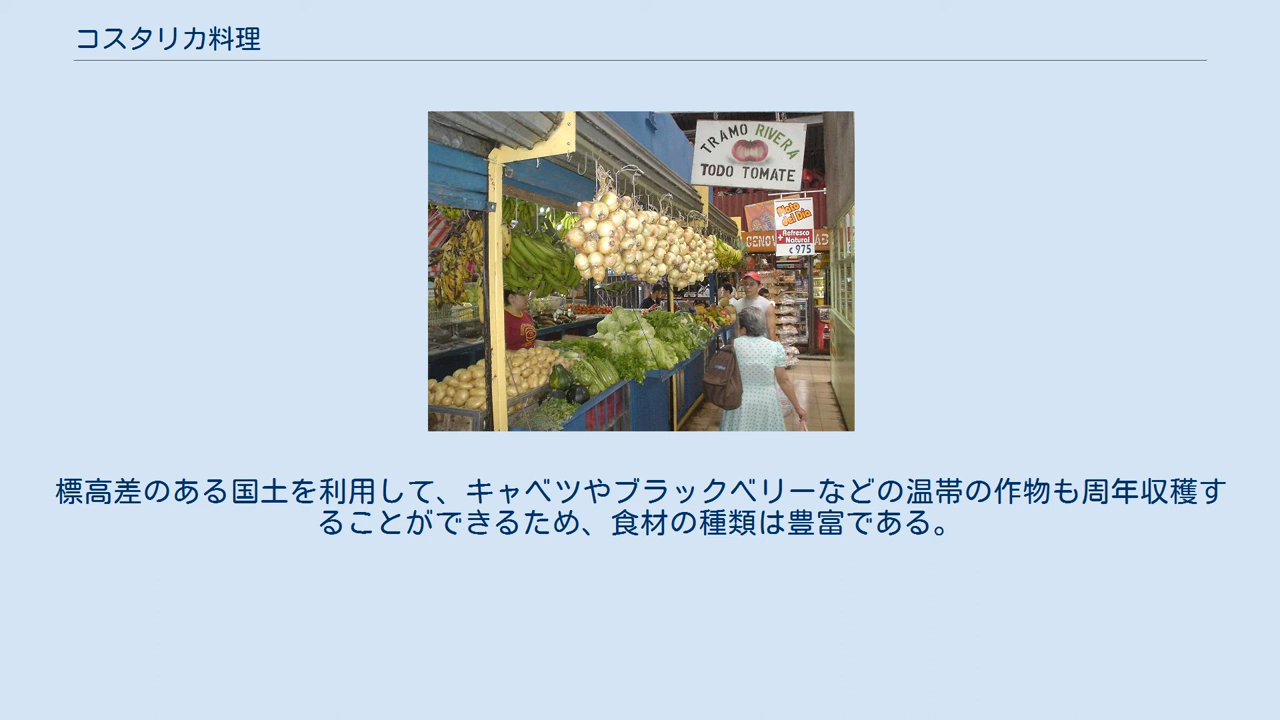 コスタリカ料理
TRAMO RIVERA
TODO TOMATE
Plato
del Dia
+ Refresco
Natural
¢ 975
標高差のある国土を利用して、キャベツやブラックベリーなどの温帯の作物も周年収穫す
ることができるため、食材の種類は豊富である。